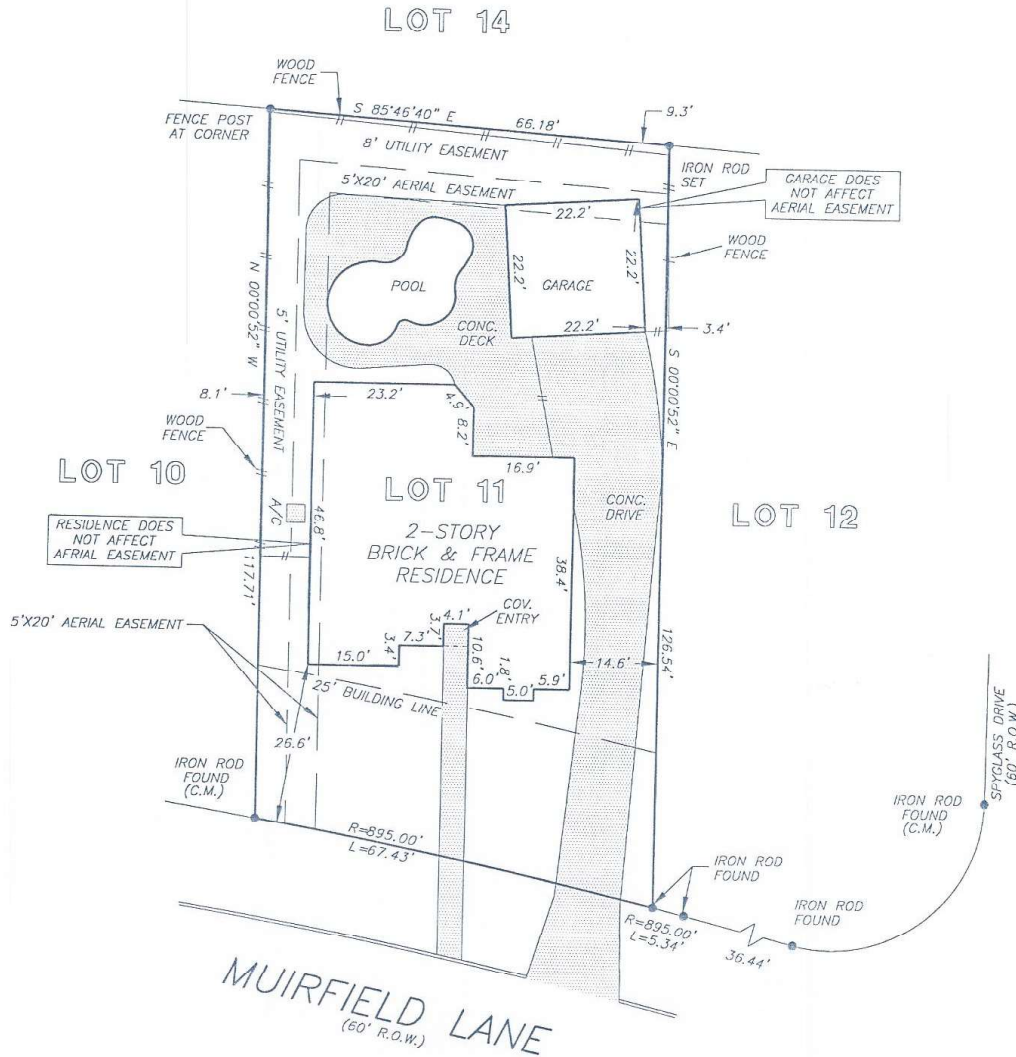 LOT 14
WOOD
FENCE
S 85'46'40" E
66.18'
9.3'
FENCE POST
AT CORNER
8' UTILITY EASEMENT
IRON ROD
SET
5'X20' AERIAL EASEMENT
GARAGE DOES
NOT AFFECT
AERIAL EASEMENT
22.2'
WOOD
FENCE
22.2'
22.2'
POOL
GARAGE
N 00'00'52" W
CONC.
DECK
22.2'
3.4'
5' UTILITY EASEMENT
S 00'00'52" E
8.1'
23.2'
4.9'
8.2'
WOOD
FENCE
16.9'
LOT 10
LOT 11
LOT 12
A/C
CONC.
DRIVE
RESIDENCE DOES
NOT AFFECT
AERIAL EASEMENT
46.8'
2-STORY
BRICK & FRAME
RESIDENCE
38.4'
117.71'
COV.
ENTRY
4.1'
3.7'
5'X20' AERIAL EASEMENT
7.3'
3.4'
10.6'
126.54'
15.0'
1.8'
14.6'
6.0'
5.0'
5.9'
25' BUILDING LINE
26.6'
SPYGLASS DRIVE
(60' R.O.W.)
IRON ROD
FOUND
(C.M.)
IRON ROD
FOUND
(C.M.)
R=895.00'
L=67.43'
IRON ROD
FOUND
IRON ROD
FOUND
R=895.00'
L=5.34'
36.44'
MUIRFIELD LANE
(60' R.O.W.)